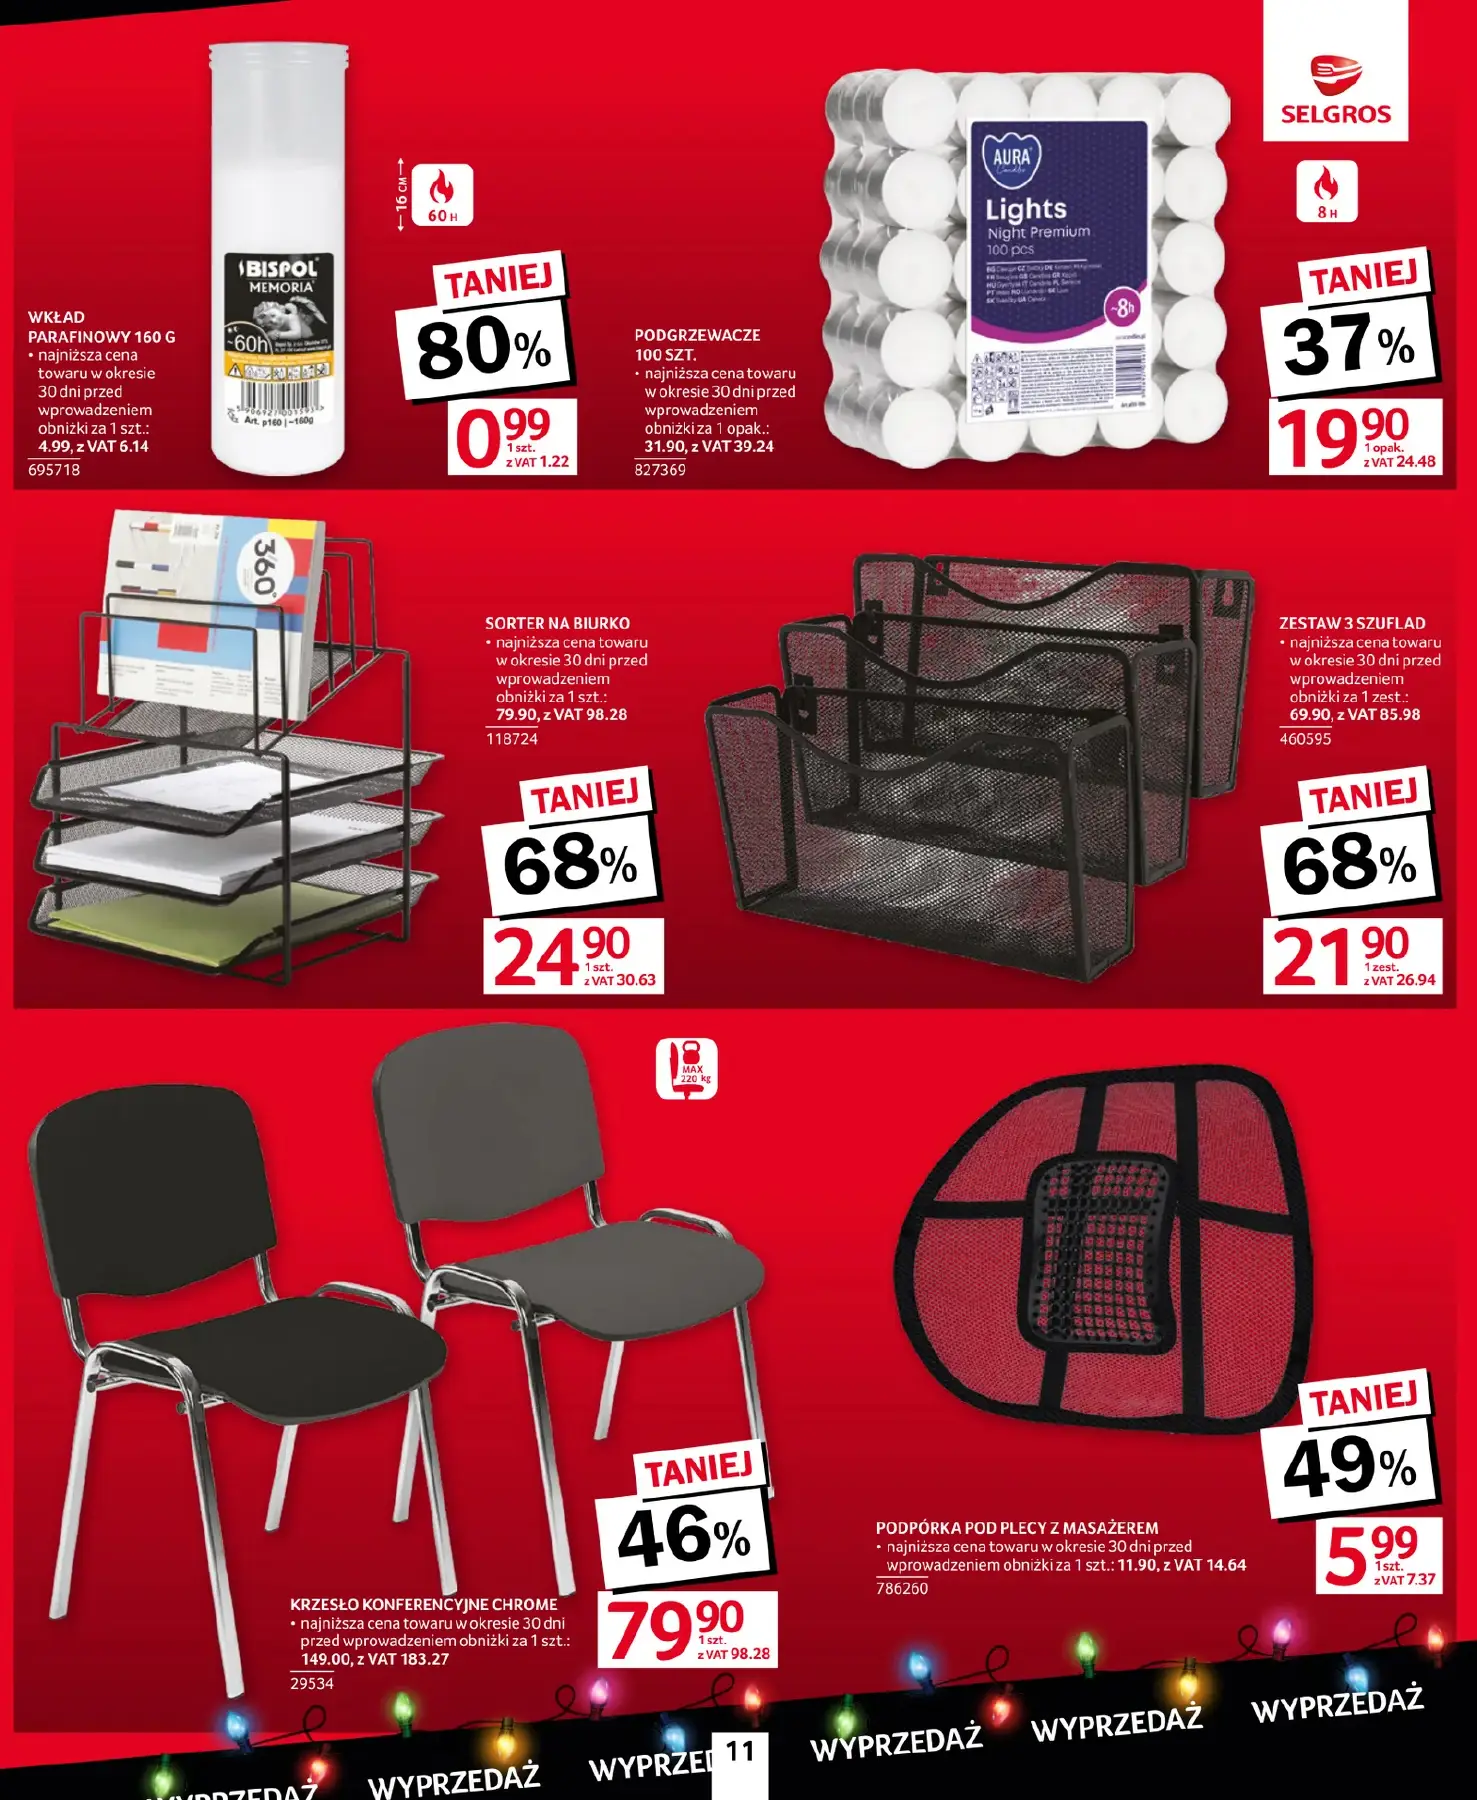 SELGROS
16 CM
60 H
BISPOL
MEMORIA
~60h
Art. p160 | ~160g
WKŁAD
PARAFINOWY 160 G
• najniższa cena
towaru w okresie
30 dni przed
wprowadzeniem
obniżki za 1 szt.:
4.99, z VAT 6.14
695718
TANIEJ
80%
0.99
1 szt.
z VAT 1.22
PODGRZEWACZE
100 SZT.
• najniższa cena towaru
w okresie 30 dni przed
wprowadzeniem
obniżki za 1 opak.:
31.90, z VAT 39.24
827369
AURA
Candles
Lights
Night Premium
100 pcs
~8h
8 H
TANIEJ
37%
19.90
1 opak.
z VAT 24.48
360°
SORTER NA BIURKO
• najniższa cena towaru
w okresie 30 dni przed
wprowadzeniem
obniżki za 1 szt.:
79.90, z VAT 98.28
118724
TANIEJ
68%
24.90
1 szt.
z VAT 30.63
ZESTAW 3 SZUFLAD
• najniższa cena towaru
w okresie 30 dni przed
wprowadzeniem
obniżki za 1 zest.:
69.90, z VAT 85.98
460595
TANIEJ
68%
21.90
1 zest.
z VAT 26.94
MAX
220 kg
TANIEJ
46%
KRZESŁO KONFERENCYJNE CHROME
• najniższa cena towaru w okresie 30 dni
przed wprowadzeniem obniżki za 1 szt.:
149.00, z VAT 183.27
29534
79.90
1 szt.
z VAT 98.28
TANIEJ
49%
PODPÓRKA POD PLECY Z MASAŻEREM
• najniższa cena towaru w okresie 30 dni przed
wprowadzeniem obniżki za 1 szt.: 11.90, z VAT 14.64
786260
5.99
1 szt.
z VAT 7.37
WYPRZEDAŻ WYPRZEDAŻ WYPRZE 11 WYPRZEDAŻ WYPRZEDAŻ WYPRZEDAŻ